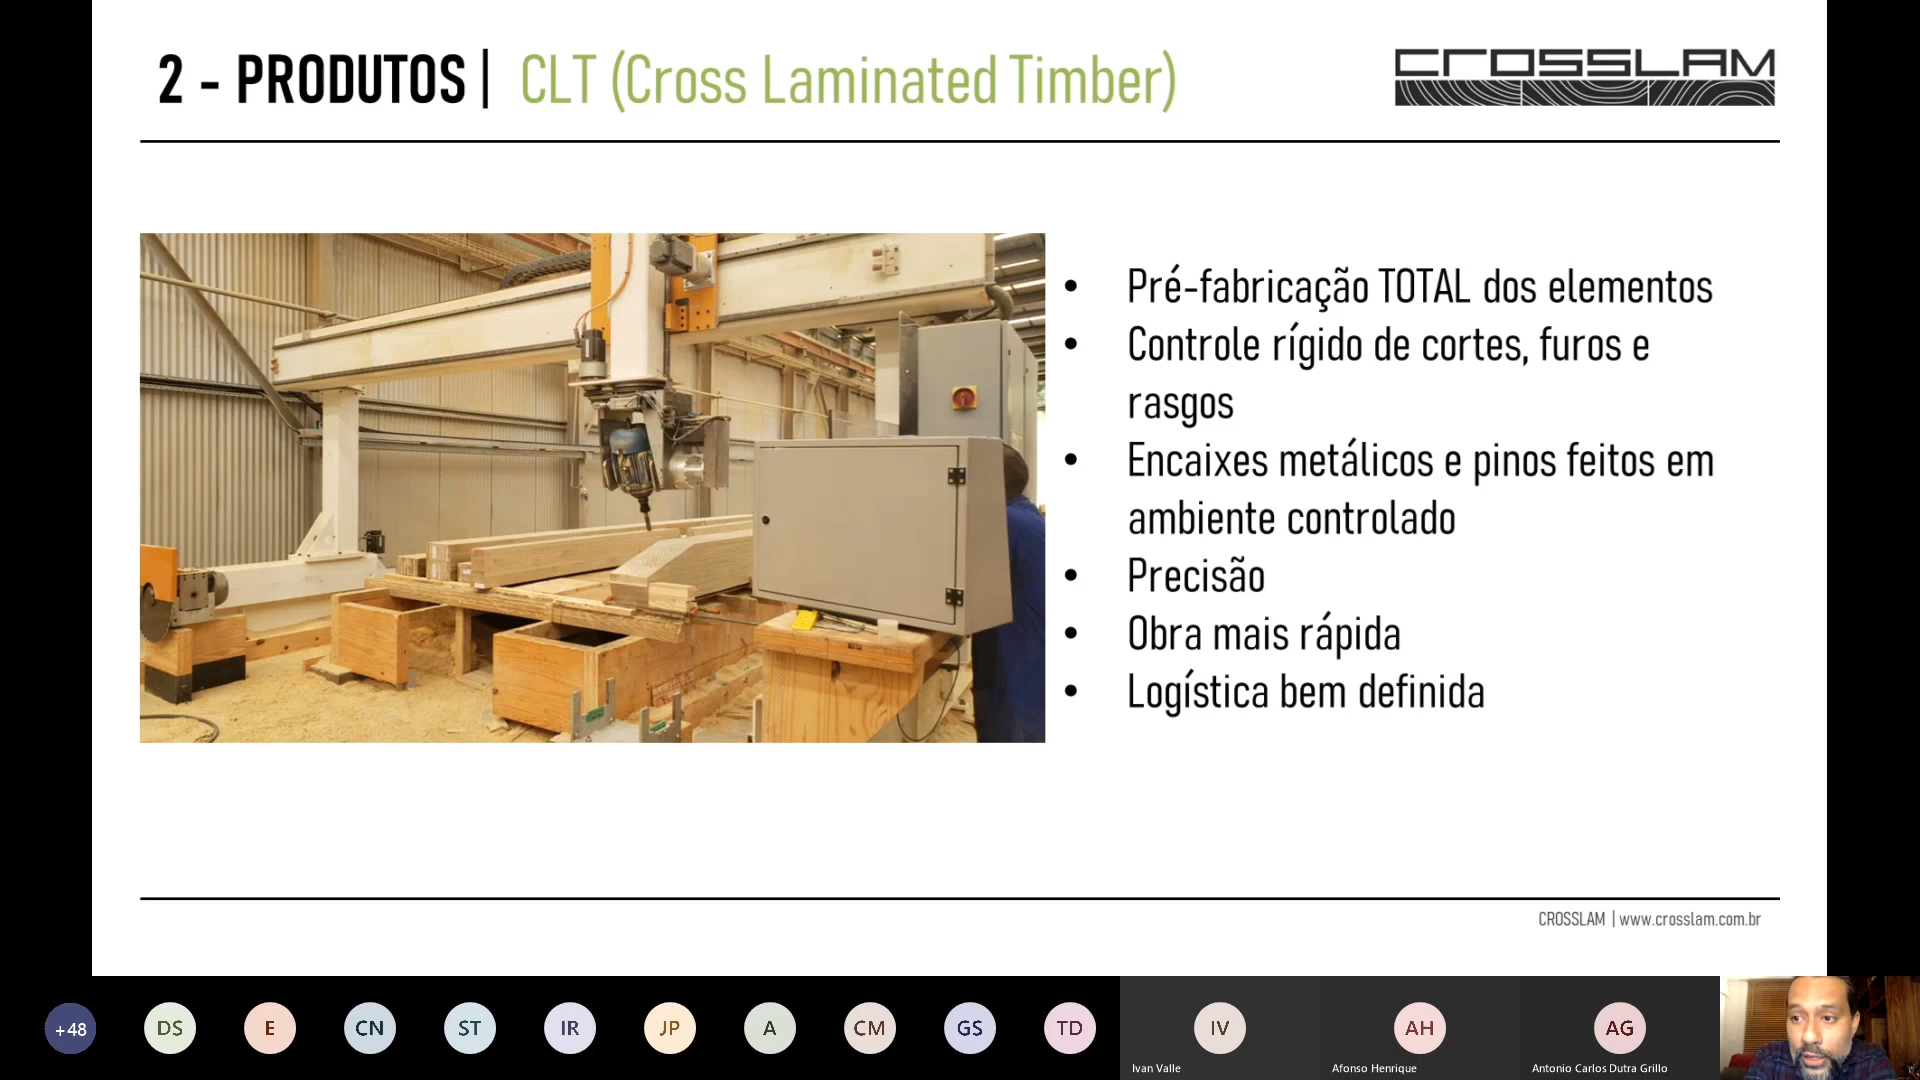 2 - PRODUTOS | CLT (Cross Laminated Timber)
CROSSLAM
• Pré-fabricação TOTAL dos elementos
• Controle rígido de cortes, furos e
rasgos
• Encaixes metálicos e pinos feitos em
ambiente controlado
• Precisão
• Obra mais rápida
• Logística bem definida
CROSSLAM | www.crosslam.com.br
+48
DS
E
CN
ST
IR
JP
A
CM
GS
TD
IV
AH
AG
Ivan Valle
Afonso Henrique
Antonio Carlos Dutra Grillo